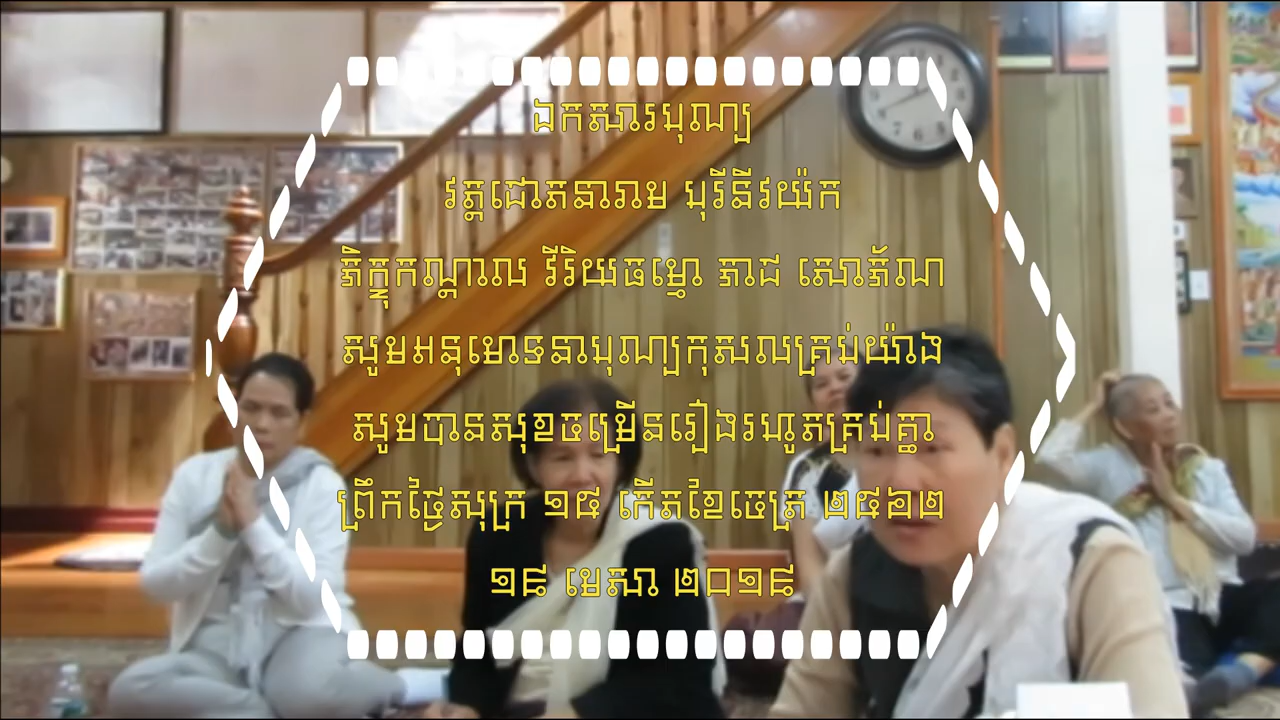 ឯកសារបុណ្យ
វត្តជោតនារាម បុរីនីវយ៉ក
ភិក្ខុកណ្ដាល វីរិយធម្មោ ភាជ សោភ័ណ
សូមអនុមោទនាបុណ្យកុសលគ្រប់យ៉ាង
សូមបានសុខចម្រើនរឿងរហូតគ្រប់គ្នា
ព្រឹកថ្ងៃសុក្រ ១៥ កើតខែចេត្រ ២៥៦២
១៩ មេសា ២០១៩